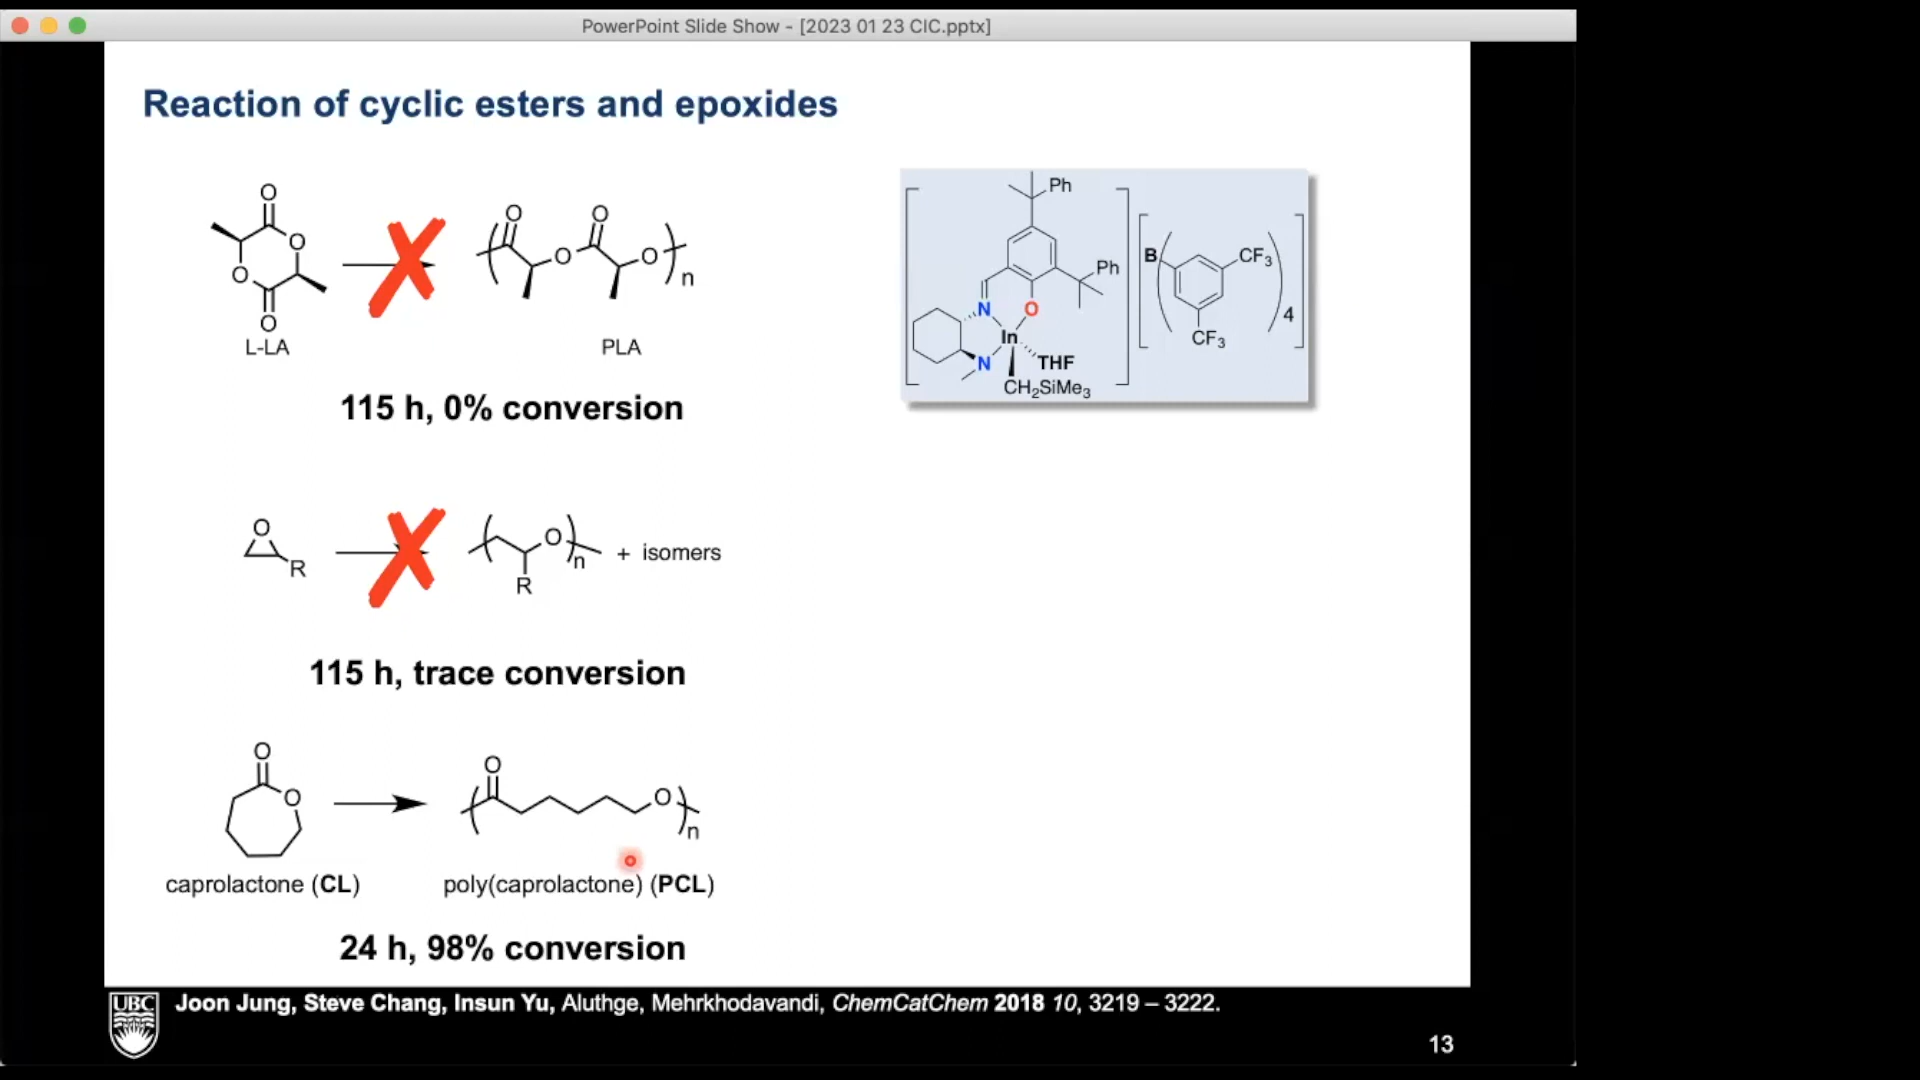 PowerPoint Slide Show - [2023 01 23 CIC.pptx]
Reaction of cyclic esters and epoxides
O
O
O
O
L-LA
O
O
O
O
n
PLA
115 h, 0% conversion
Ph
Ph
N
O
In
N
THF
CH₂SiMe₃
B
CF₃
CF₃
4
O
R
O
n
R
+ isomers
115 h, trace conversion
O
O
caprolactone (CL)
O
O
n
poly(caprolactone) (PCL)
24 h, 98% conversion
UBC
Joon Jung, Steve Chang, Insun Yu, Aluthge, Mehrkhodavandi, ChemCatChem 2018 10, 3219 – 3222.
13